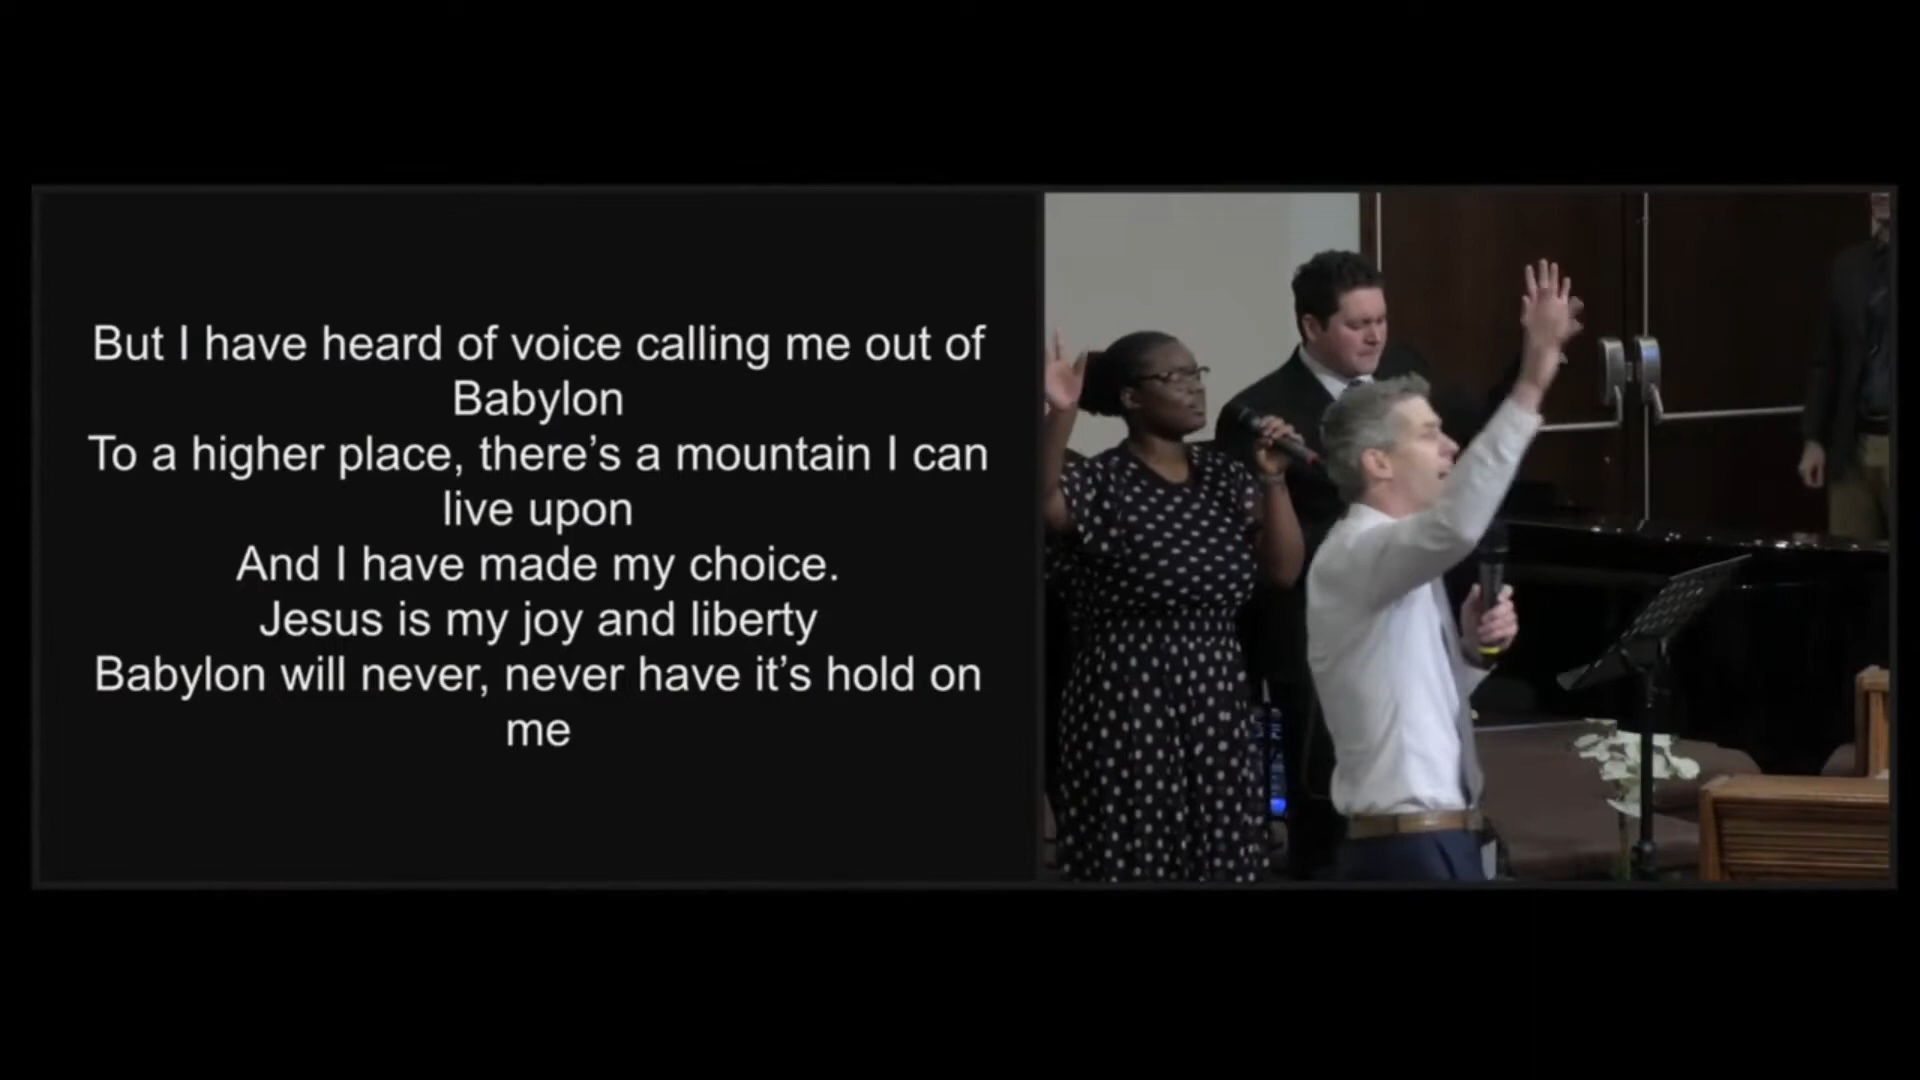 But I have heard of voice calling me out of
Babylon
To a higher place, there’s a mountain I can
live upon
And I have made my choice.
Jesus is my joy and liberty
Babylon will never, never have it’s hold on
me